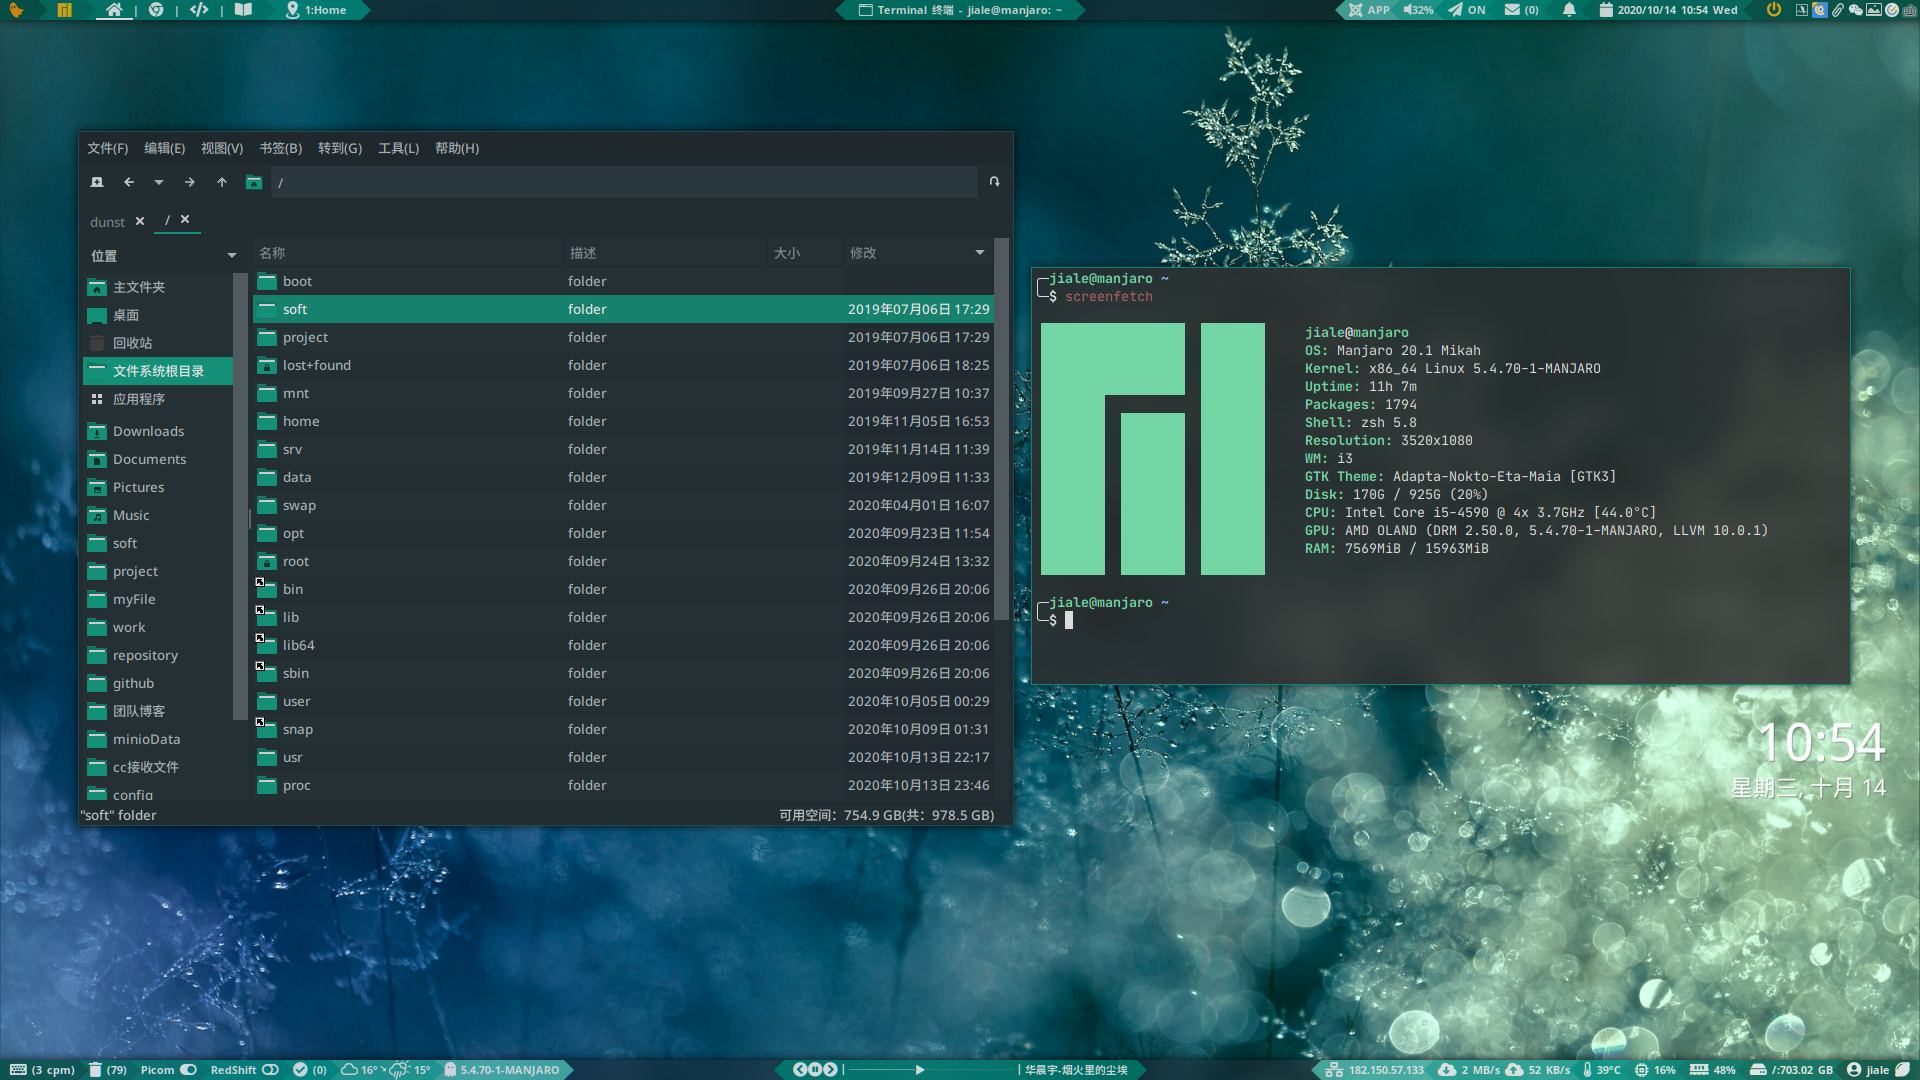 1:Home
Terminal 终端 - jiale@manjaro: ~
APP
32%
ON
(0)
2020/10/14 10:54 Wed
文件(F) 编辑(E) 视图(V) 书签(B) 转到(G) 工具(L) 帮助(H)
/
dunst
/
位置
主文件夹
桌面
回收站
文件系统根目录
应用程序
Downloads
Documents
Pictures
Music
soft
project
myFile
work
repository
github
团队博客
minioData
cc接收文件
config
名称 描述 大小 修改
boot folder
soft folder 2019年07月06日 17:29
project folder 2019年07月06日 17:29
lost+found folder 2019年07月06日 18:25
mnt folder 2019年09月27日 10:37
home folder 2019年11月05日 16:53
srv folder 2019年11月14日 11:39
data folder 2019年12月09日 11:33
swap folder 2020年04月01日 16:07
opt folder 2020年09月23日 11:54
root folder 2020年09月24日 13:32
bin folder 2020年09月26日 20:06
lib folder 2020年09月26日 20:06
lib64 folder 2020年09月26日 20:06
sbin folder 2020年09月26日 20:06
user folder 2020年10月05日 00:29
snap folder 2020年10月09日 01:31
usr folder 2020年10月13日 22:17
proc folder 2020年10月13日 23:46
"soft" folder
可用空间：754.9 GB(共：978.5 GB)
jiale@manjaro ~
$ screenfetch
jiale@manjaro
OS: Manjaro 20.1 Mikah
Kernel: x86_64 Linux 5.4.70-1-MANJARO
Uptime: 11h 7m
Packages: 1794
Shell: zsh 5.8
Resolution: 3520x1080
WM: i3
GTK Theme: Adapta-Nokto-Eta-Maia [GTK3]
Disk: 170G / 925G (20%)
CPU: Intel Core i5-4590 @ 4x 3.7GHz [44.0°C]
GPU: AMD OLAND (DRM 2.50.0, 5.4.70-1-MANJARO, LLVM 10.0.1)
RAM: 7569MiB / 15963MiB
jiale@manjaro ~
$
10:54
星期三, 十月 14
(3 cpm)
(79)
Picom
RedShift
(0)
16°
15°
5.4.70-1-MANJARO
华晨宇-烟火里的尘埃
182.150.57.133
2 MB/s
52 KB/s
39°C
16%
48%
/:703.02 GB
jiale